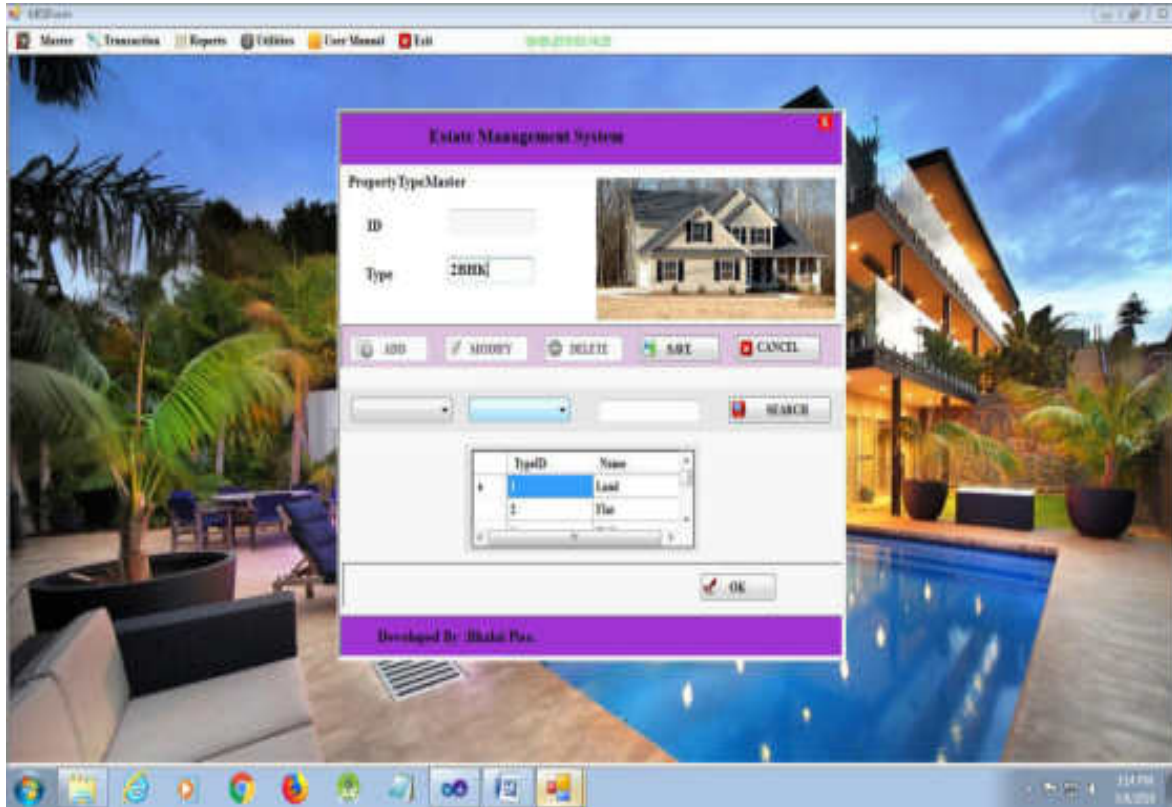 Master Transaction Reports Utilities User Manual Exit
Estate Management System
X
PropertyTypeMaster
ID
Type 2BHK
ADD MODIFY DELETE SAVE CANCEL
SEARCH
TypeID Name
1 Land
2 Flat
OK
Developed By